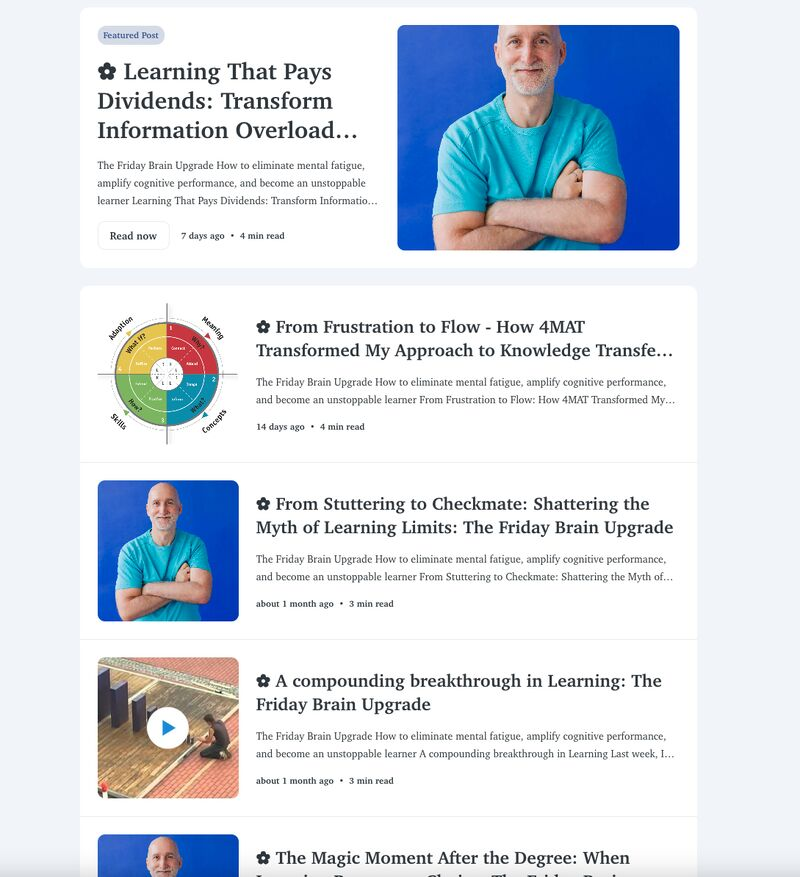 Featured Post
✿ Learning That Pays
Dividends: Transform
Information Overload…
The Friday Brain Upgrade How to eliminate mental fatigue,
amplify cognitive performance, and become an unstoppable
learner Learning That Pays Dividends: Transform Informatio…
Read now
7 days ago • 4 min read
Adaption
Meaning
What If?
Why?
1
4
2
3
How?
What?
Skills
Concepts
✿ From Frustration to Flow - How 4MAT
Transformed My Approach to Knowledge Transfe…
The Friday Brain Upgrade How to eliminate mental fatigue, amplify cognitive performance,
and become an unstoppable learner From Frustration to Flow: How 4MAT Transformed My…
14 days ago • 4 min read
✿ From Stuttering to Checkmate: Shattering the
Myth of Learning Limits: The Friday Brain Upgrade
The Friday Brain Upgrade How to eliminate mental fatigue, amplify cognitive performance,
and become an unstoppable learner From Stuttering to Checkmate: Shattering the Myth of…
about 1 month ago • 3 min read
✿ A compounding breakthrough in Learning: The
Friday Brain Upgrade
The Friday Brain Upgrade How to eliminate mental fatigue, amplify cognitive performance,
and become an unstoppable learner A compounding breakthrough in Learning Last week, I…
about 1 month ago • 3 min read
✿ The Magic Moment After the Degree: When